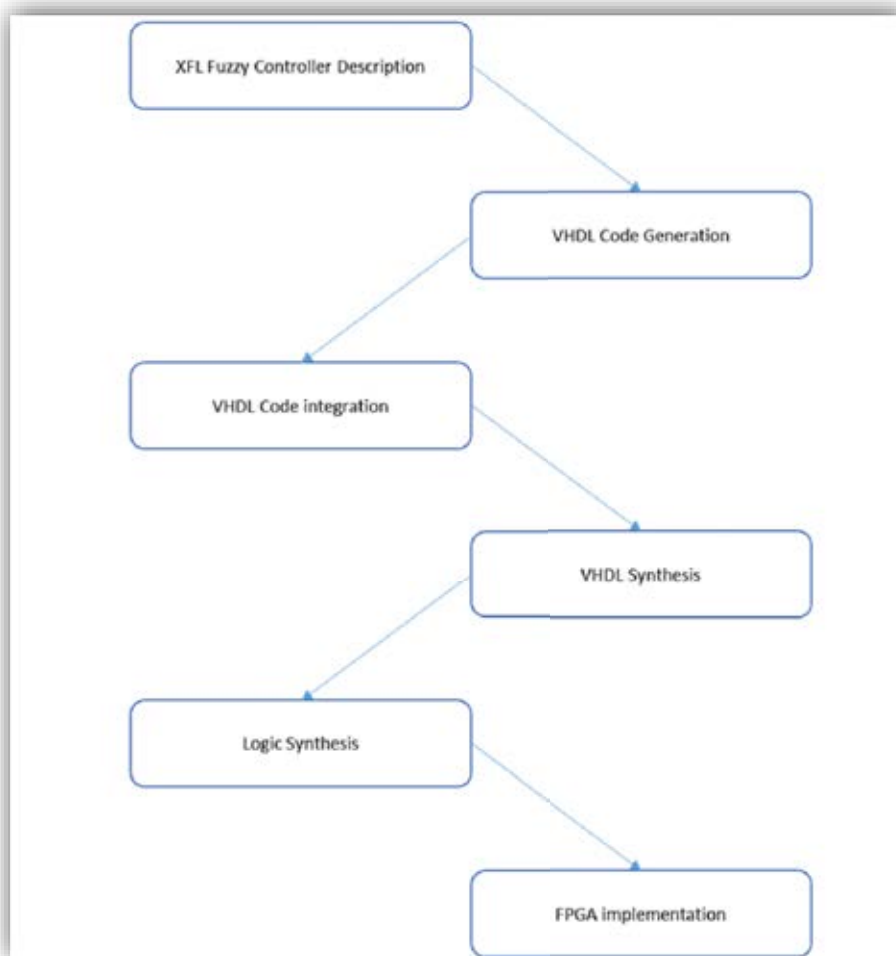 XFL Fuzzy Controller Description
VHDL Code Generation
VHDL Code integration
VHDL Synthesis
Logic Synthesis
FPGA implementation